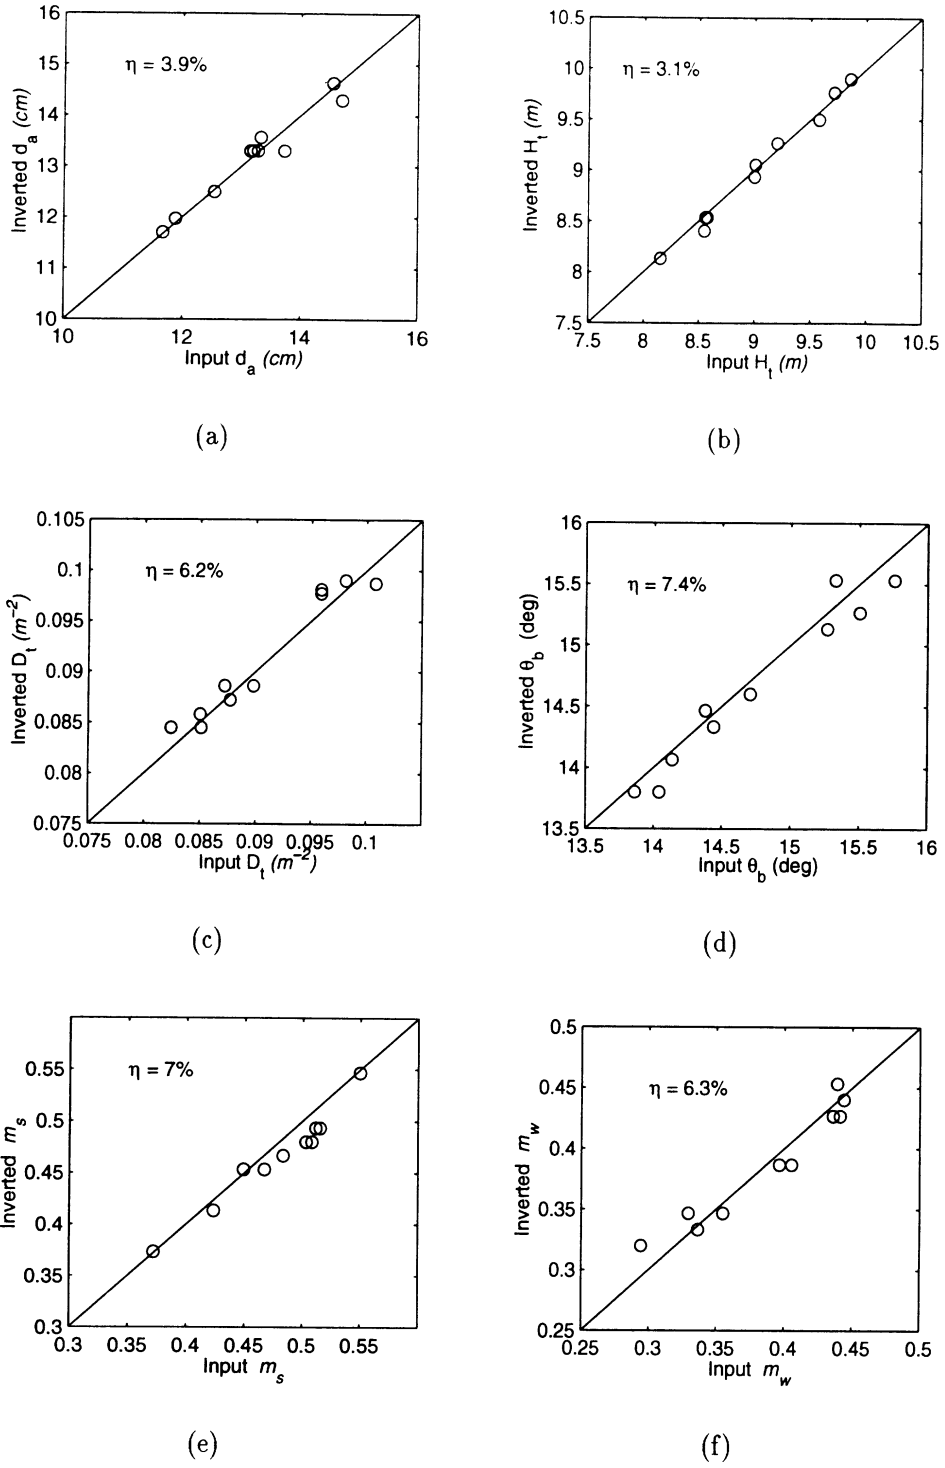 16
15
14
13
12
11
10
Inverted d_a (cm)
η = 3.9%
10 12 14 16
Input d_a (cm)
(a)
10.5
10
9.5
9
8.5
8
7.5
Inverted H_t (m)
η = 3.1%
7.5 8 8.5 9 9.5 10 10.5
Input H_t (m)
(b)
0.105
0.1
0.095
0.09
0.085
0.08
0.075
Inverted D_t (m⁻²)
η = 6.2%
0.075 0.08 0.085 0.09 0.095 0.1
Input D_t (m⁻²)
(c)
16
15.5
15
14.5
14
13.5
Inverted θ_b (deg)
η = 7.4%
13.5 14 14.5 15 15.5 16
Input θ_b (deg)
(d)
0.55
0.5
0.45
0.4
0.35
0.3
Inverted m_s
η = 7%
0.3 0.35 0.4 0.45 0.5 0.55
Input m_s
(e)
0.5
0.45
0.4
0.35
0.3
0.25
Inverted m_w
η = 6.3%
0.25 0.3 0.35 0.4 0.45 0.5
Input m_w
(f)